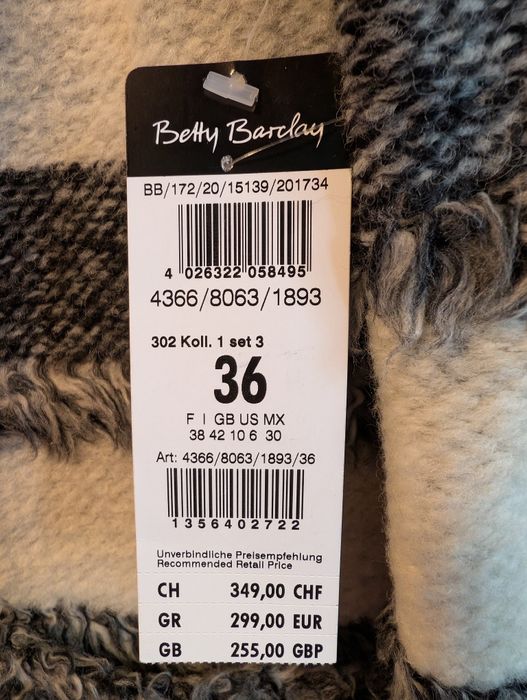 Betty Barclay
BB/172/20/15139/201734
4 026322 058495
4366/8063/1893
302 Koll. 1 set 3
36
F I GB US MX
38 42 10 6 30
Art: 4366/8063/1893/36
1356402722
Unverbindliche Preisempfehlung
Recommended Retail Price
CH 349,00 CHF
GR 299,00 EUR
GB 255,00 GBP